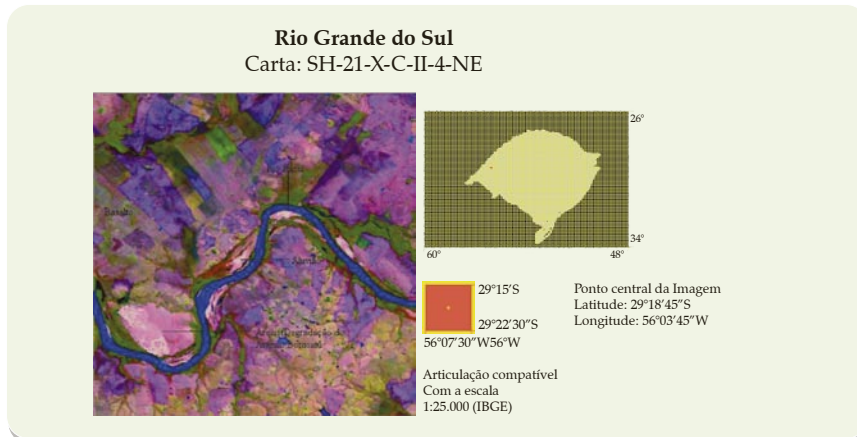 Rio Grande do Sul
Carta: SH-21-X-C-II-4-NE
26°
34°
60°
48°
29°15'S
29°22'30"S
56°07'30"W56°W
Ponto central da Imagem
Latitude: 29°18'45"S
Longitude: 56°03'45"W
Articulação compatível
Com a escala
1:25.000 (IBGE)